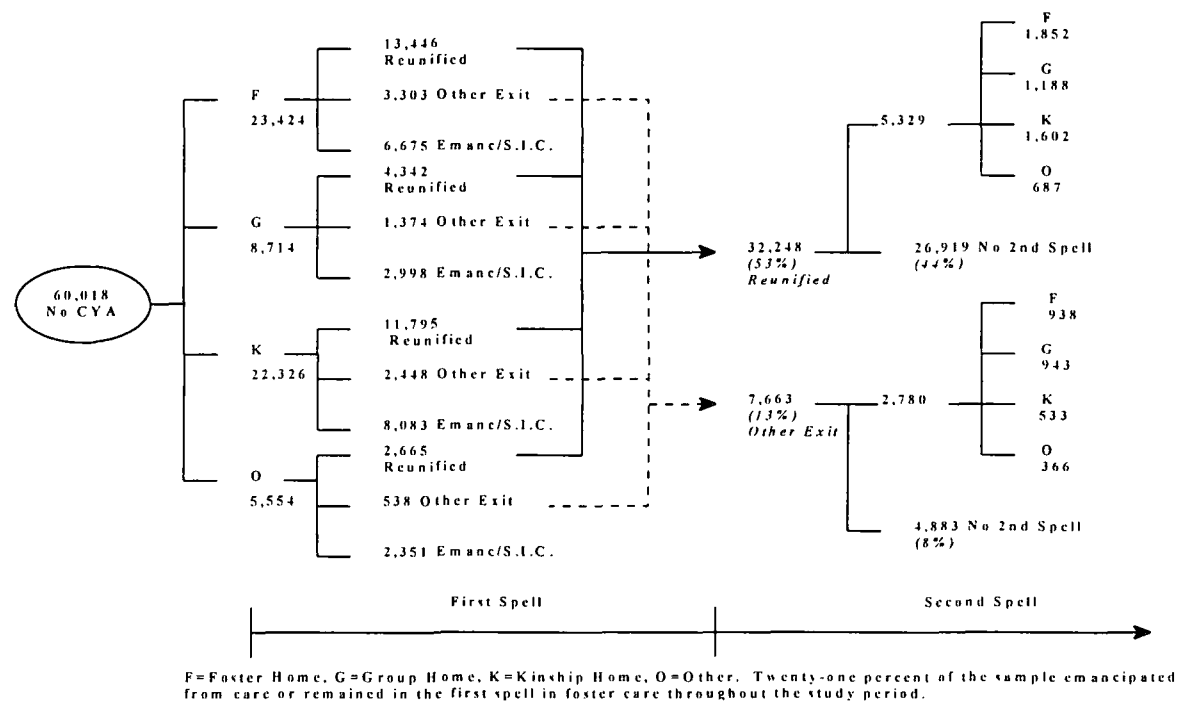 60,018
No CYA
F
23,424
G
8,714
K
22,326
O
5,554
13,446
Reunified
3,303 Other Exit
6,675 Emanc/S.I.C.
4,342
Reunified
1,374 Other Exit
2,998 Emanc/S.I.C.
11,795
Reunified
2,448 Other Exit
8,083 Emanc/S.I.C.
2,665
Reunified
538 Other Exit
2,351 Emanc/S.I.C.
32,248
(53%)
Reunified
5,329
F
1,852
G
1,188
K
1,602
O
687
26,919 No 2nd Spell
(44%)
7,663
(13%)
Other Exit
2,780
F
938
G
943
K
533
O
366
4,883 No 2nd Spell
(8%)
First Spell
Second Spell
F=Foster Home, G=Group Home, K=Kinship Home, O=Other. Twenty-one percent of the sample emancipated
from care or remained in the first spell in foster care throughout the study period.